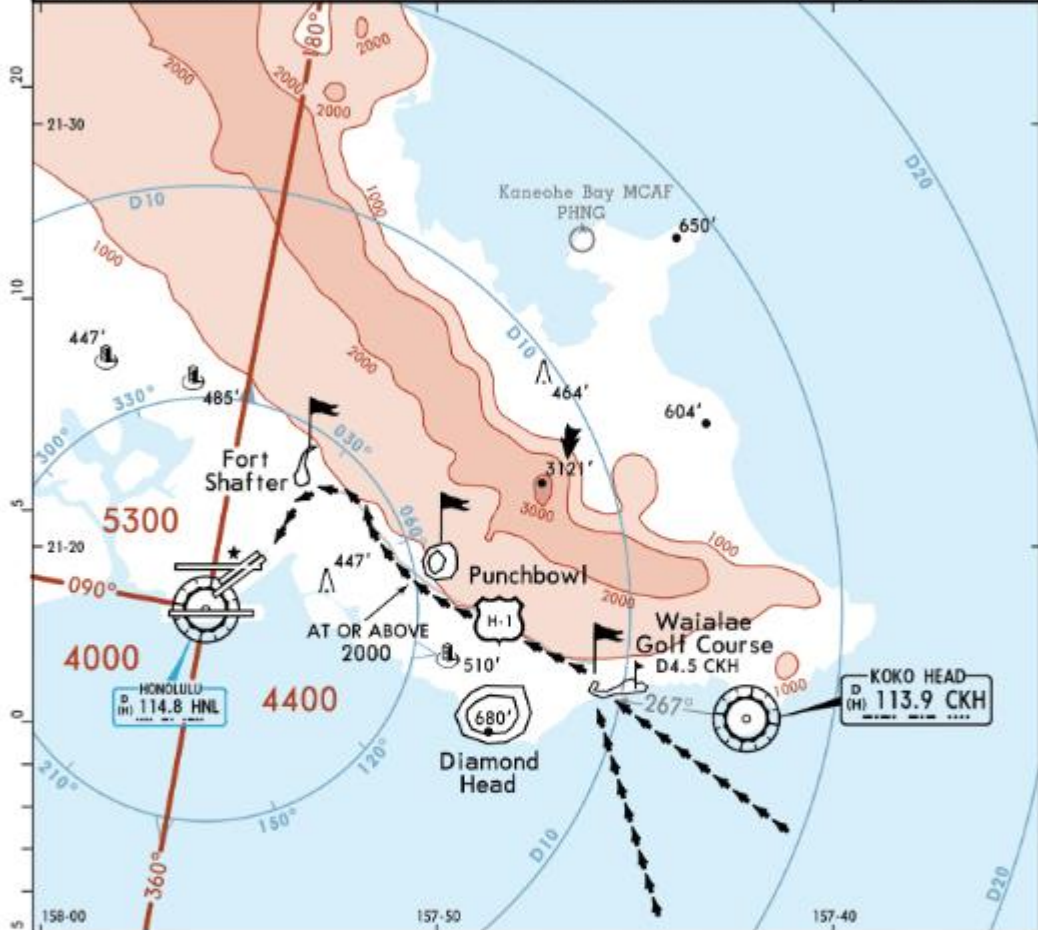 180°
2000
2000
2000
2000
20
21-30
D20
1000
Kaneohe Bay MCAF
PHNG
650'
D10
1000
10
447'
485'
2000
D10
464'
604'
330°
300°
030°
Fort
Shafter
3121'
3000
5
5300
060°
1000
21-20
447'
Punchbowl
090°
2000
H-1
AT OR ABOVE
2000
Waialae
Golf Course
D4.5 CKH
4000
510'
1000
KOKO HEAD
D
(H) 113.9 CKH
HONOLULU
D
(H) 114.8 HNL
4400
267°
0
680'
Diamond
Head
210°
120°
150°
D10
360°
D20
5
158-00
157-50
157-40